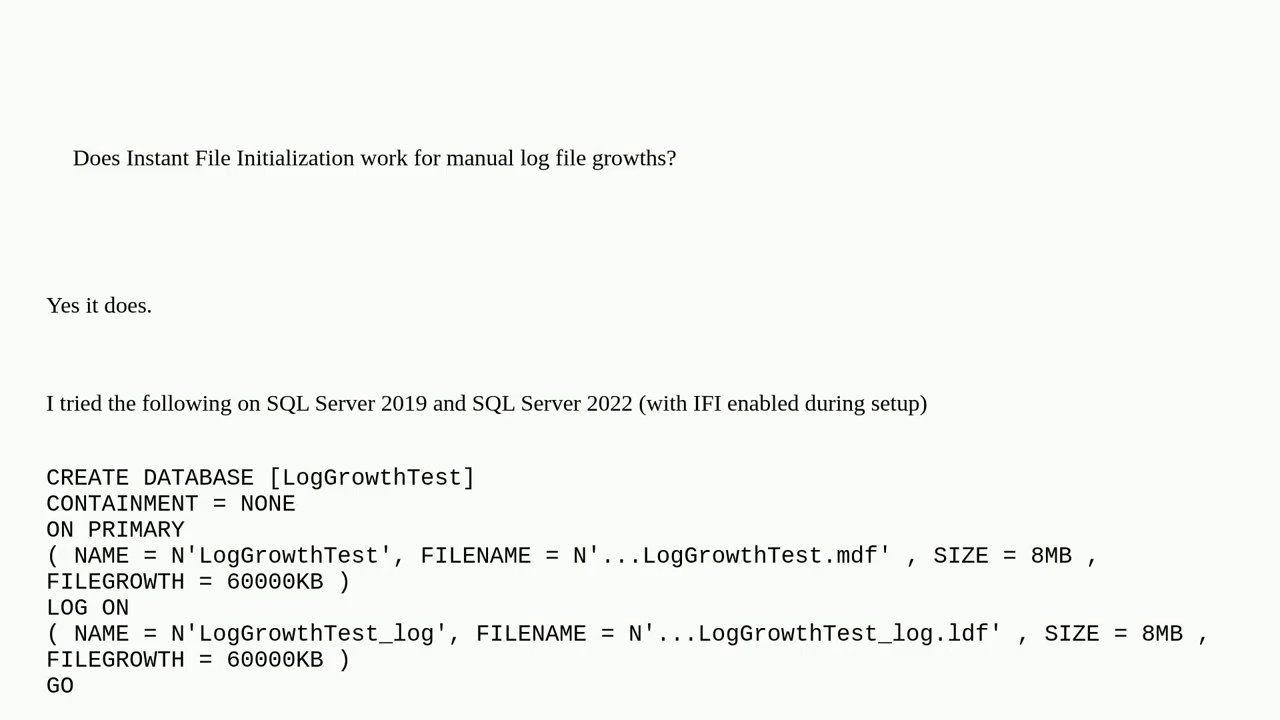 Does Instant File Initialization work for manual log file growths?
Yes it does.
I tried the following on SQL Server 2019 and SQL Server 2022 (with IFI enabled during setup)
CREATE DATABASE [LogGrowthTest]
CONTAINMENT = NONE
ON PRIMARY
( NAME = N'LogGrowthTest', FILENAME = N'...LogGrowthTest.mdf' , SIZE = 8MB ,
FILEGROWTH = 60000KB )
LOG ON
( NAME = N'LogGrowthTest_log', FILENAME = N'...LogGrowthTest_log.ldf' , SIZE = 8MB ,
FILEGROWTH = 60000KB )
GO